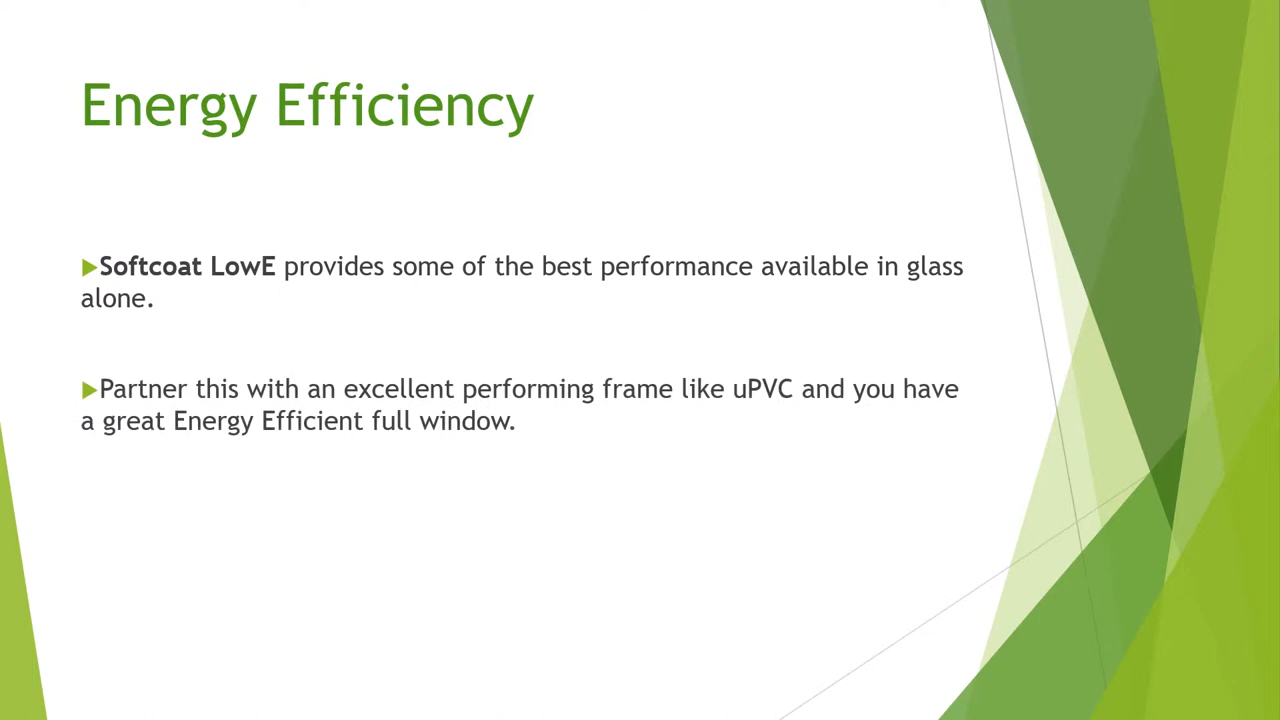 Energy Efficiency
Softcoat LowE provides some of the best performance available in glass
alone.
Partner this with an excellent performing frame like uPVC and you have
a great Energy Efficient full window.